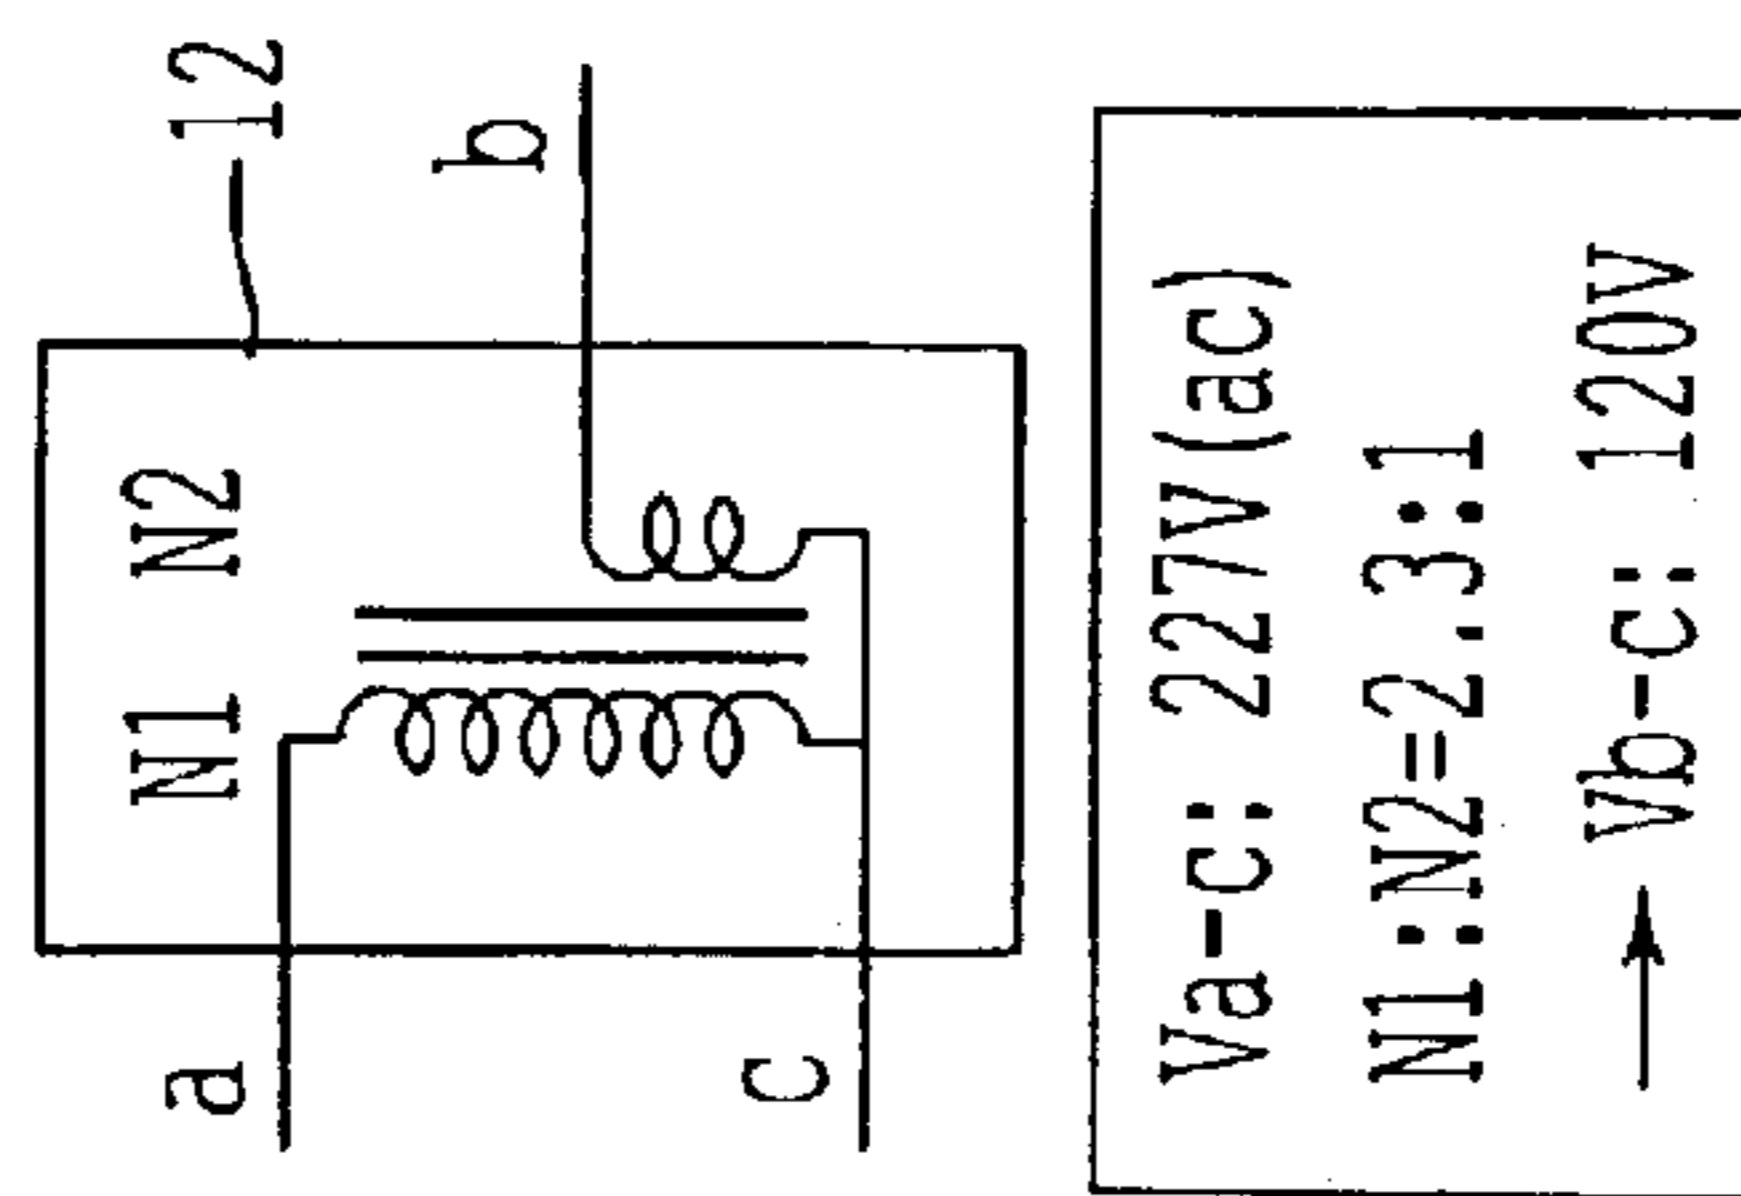 12
N1 N2
a
b
c
Va-c: 227V(ac)
N1:N2=2.3:1
Vb-c: 120V